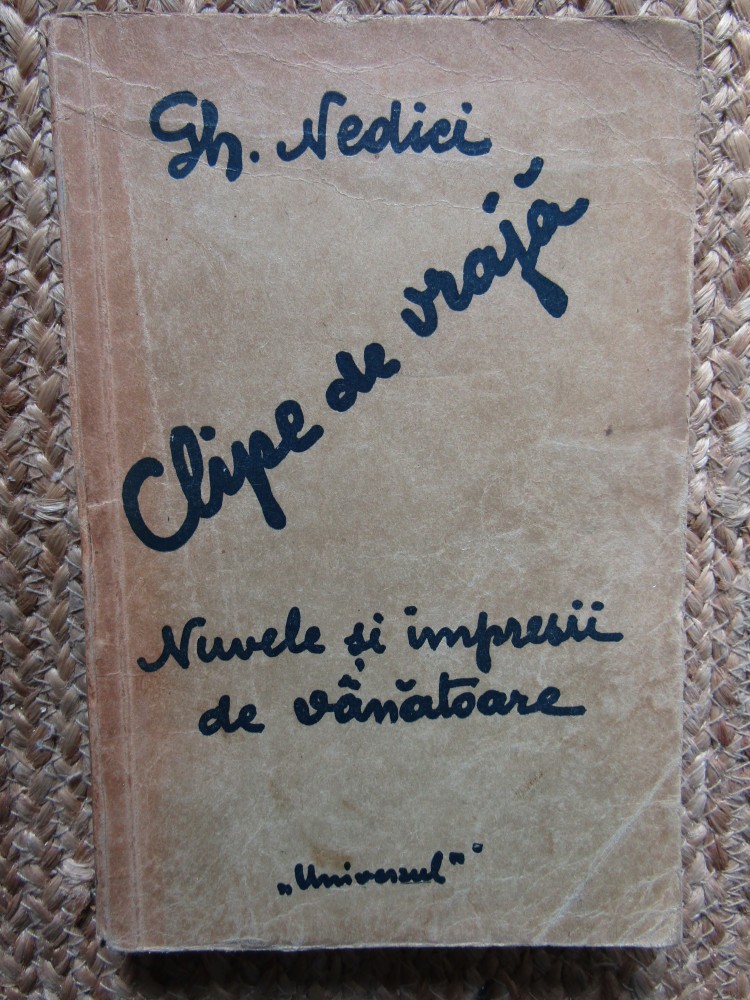 Gh. Nedici
Clipe de vrajă
Nuvele și impresii
de vânătoare
„Universul”